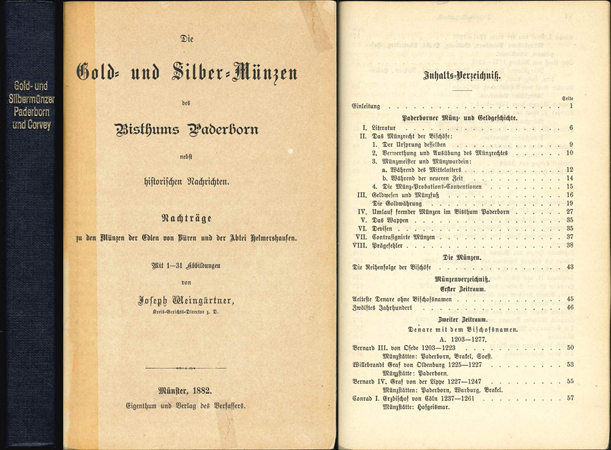 Gold- und
Silbermünzen
Paderborn
und Corvey
Die
Gold- und Silber-Münzen
des
Bisthums Paderborn
nebst
historischen Nachrichten.
Nachträge
zu den Münzen der Edlen von Büren und der Abtei Helmershausen.
Mit 1–31 Abbildungen
von
Joseph Weingärtner,
Kreis-Gerichts-Director z. D.
Münster, 1882.
Eigenthum und Verlag des Verfassers.
Inhalts-Verzeichniß.
Seite
Einleitung . . . 1
Paderborner Münz- und Geldgeschichte.
I. Literatur . . . 6
II. Das Münzrecht der Bischöfe:
1. Der Ursprung desselben . . . 9
2. Verwerthung und Ausübung des Münzrechtes . . . 10
3. Münzmeister und Münzwardein:
a. Während des Mittelalters . . . 12
b. Während der neueren Zeit . . . 14
4. Die Münz-Probations-Conventionen . . . 15
III. Geldwesen und Münzfuß . . . 16
Die Goldwährung . . . 19
IV. Umlauf fremder Münzen im Bisthum Paderborn . . . 27
V. Das Wappen . . . 35
VI. Devisen . . . 35
VII. Contrasignirte Münzen . . . 37
VIII. Prägefehler . . . 38
Die Münzen.
Die Reihenfolge der Bischöfe . . . 43
Münzenverzeichniß.
Erster Zeitraum.
Aelteste Denare ohne Bischofsnamen . . . 45
Zwölftes Jahrhundert . . . 46
Zweiter Zeitraum.
Denare mit dem Bischofsnamen.
A. 1203—1277.
Bernard III. von Osede 1203—1223 . . . 50
Münzstätten: Paderborn, Brakel, Soest.
Willebrandt Graf von Oldenburg 1225—1227 . . . 53
Münzstätte: Paderborn.
Bernard IV. Graf von der Lippe 1227—1247 . . . 55
Münzstätten: Paderborn, Warburg, Brakel.
Conrad I. Erzbischof von Cöln 1237—1261 . . . 57
Münzstätte: Hofgeismar.